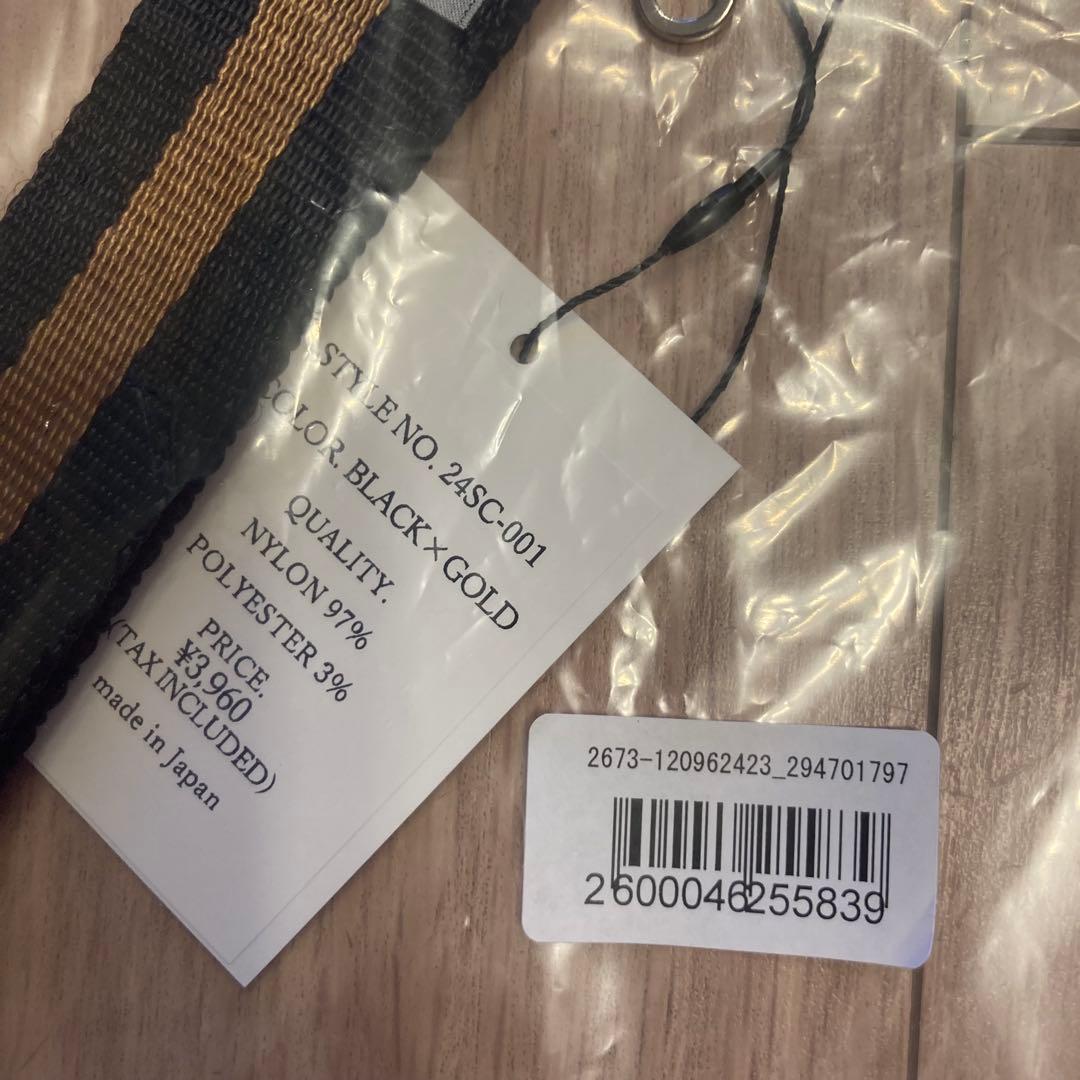 STYLE NO. 24SC-001
COLOR. BLACK×GOLD
QUALITY.
NYLON 97%
POLYESTER 3%
PRICE.
¥3,960
(TAX INCLUDED)
made in Japan
2673-120962423_294701797
2600046255839